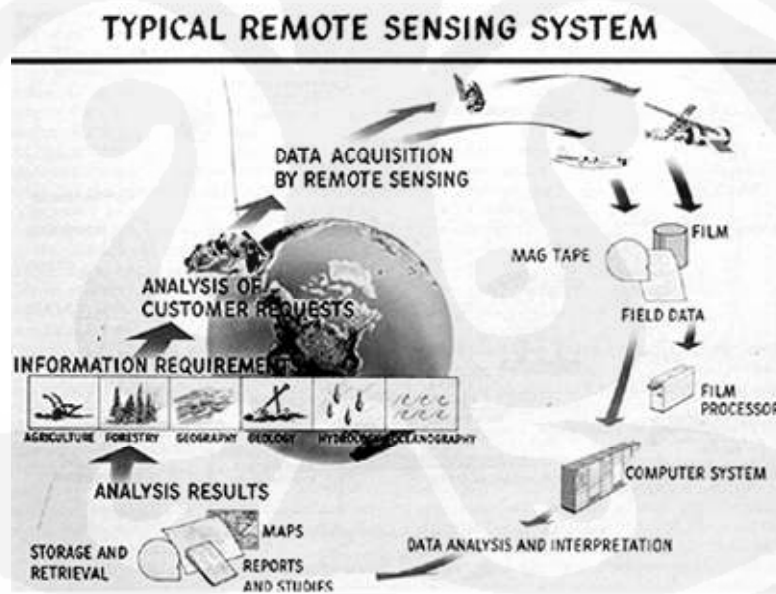 TYPICAL REMOTE SENSING SYSTEM
DATA ACQUISITION
BY REMOTE SENSING
FILM
MAG TAPE
FIELD DATA
ANALYSIS OF
CUSTOMER REQUESTS
INFORMATION REQUIREMENTS
FILM
PROCESSOR
AGRICULTURE FORESTRY GEOGRAPHY GEOLOGY HYDROLOGY OCEANOGRAPHY
COMPUTER SYSTEM
ANALYSIS RESULTS
MAPS
STORAGE AND
RETRIEVAL
REPORTS
AND STUDIES
DATA ANALYSIS AND INTERPRETATION